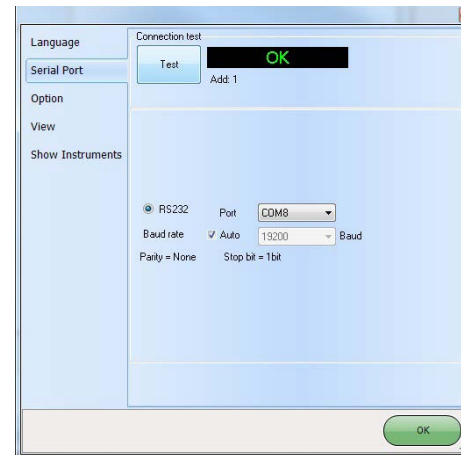 Language
Serial Port
Option
View
Show Instruments
Connection test
Test
OK
Add: 1
RS232 Port COM8
Baud rate Auto 19200 Baud
Parity = None Stop bit = 1bit
OK